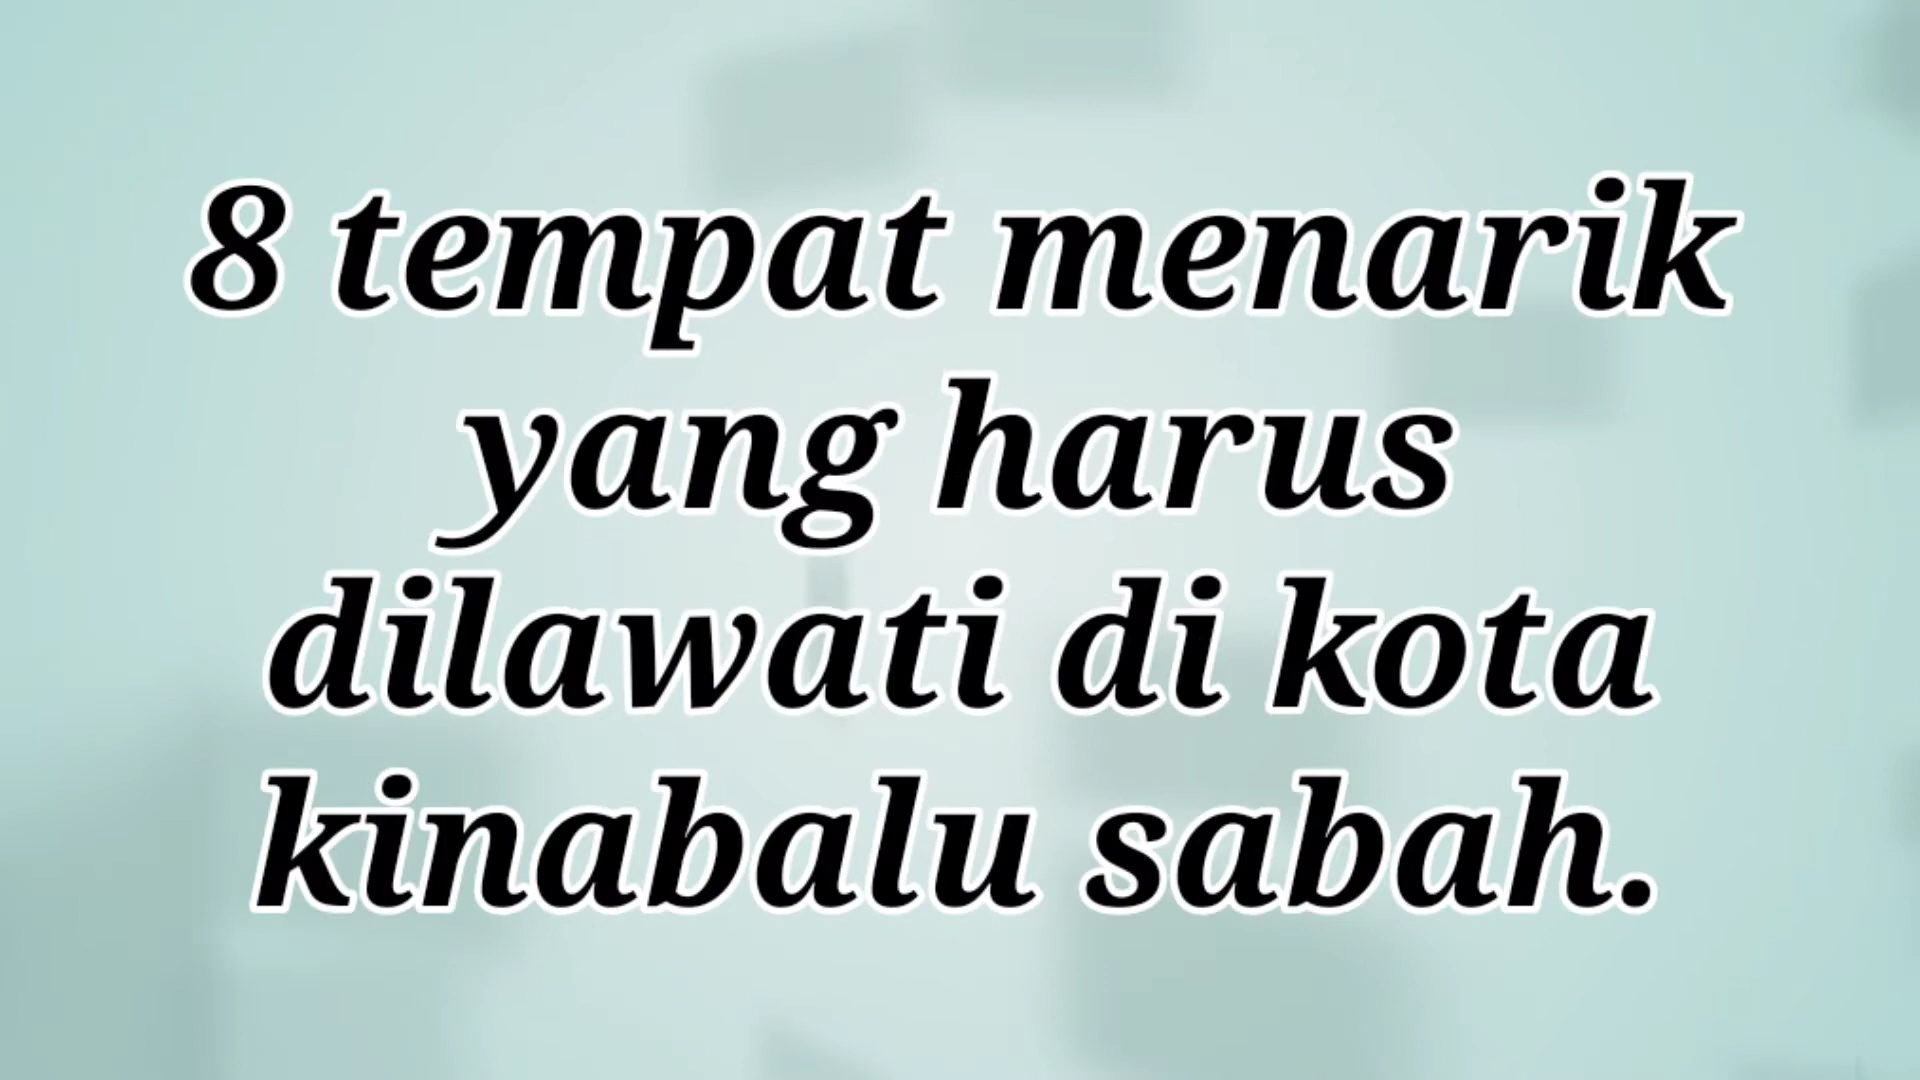 8 tempat menarik
yang harus
dilawati di kota
kinabalu sabah.